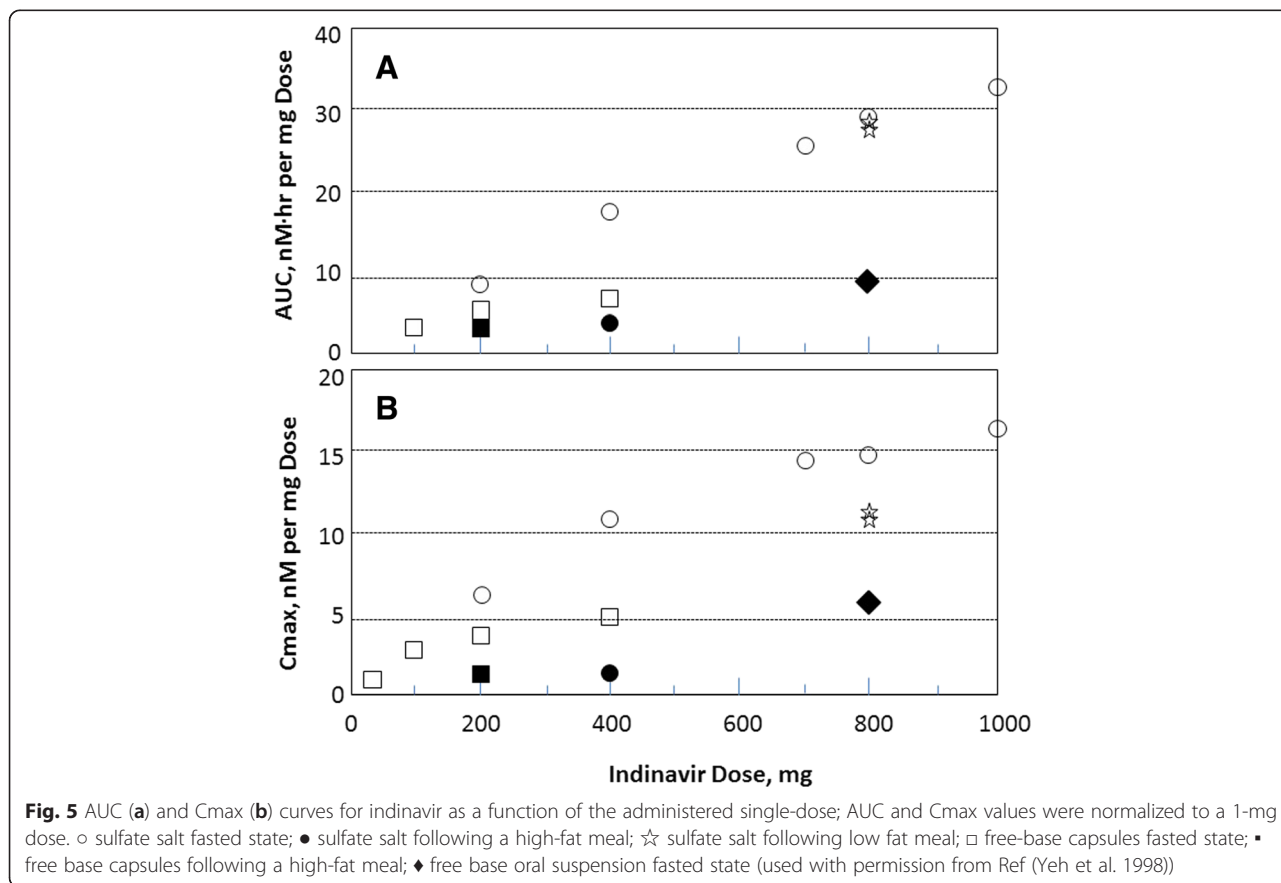 A
40
30
20
10
0
AUC, nM·hr per mg Dose
B
20
15
10
5
0
Cmax, nM per mg Dose
0 200 400 600 800 1000
Indinavir Dose, mg
Fig. 5 AUC (a) and Cmax (b) curves for indinavir as a function of the administered single-dose; AUC and Cmax values were normalized to a 1-mg
dose. ○ sulfate salt fasted state; ● sulfate salt following a high-fat meal; ☆ sulfate salt following low fat meal; □ free-base capsules fasted state; ▪
free base capsules following a high-fat meal; ♦ free base oral suspension fasted state (used with permission from Ref (Yeh et al. 1998))